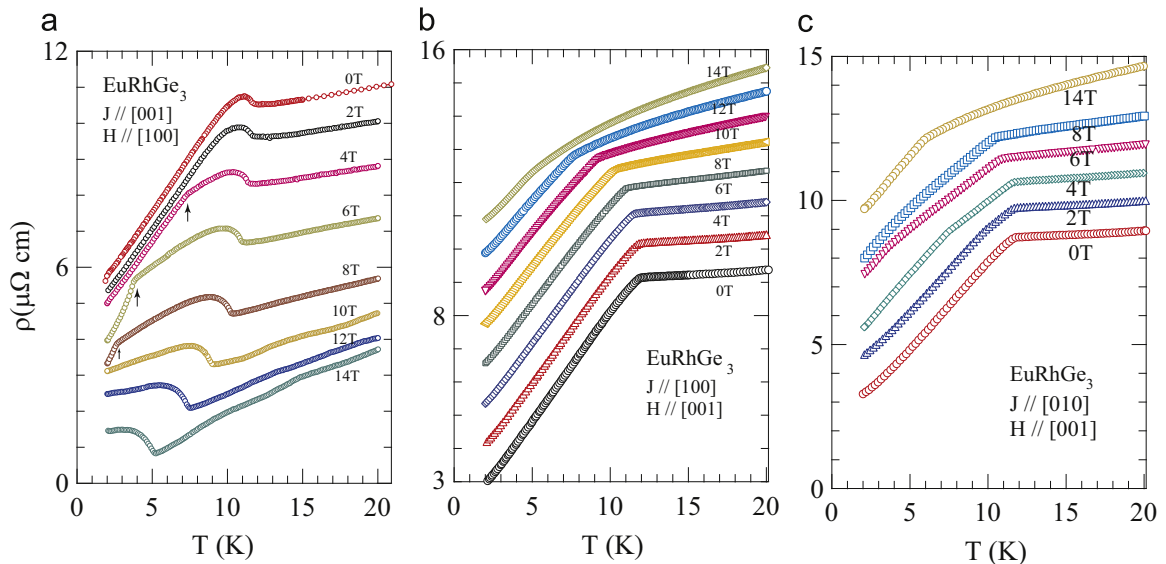 a
ρ(μΩ cm)
12
6
0
EuRhGe3
J // [001]
H // [100]
0T
2T
4T
6T
8T
10T
12T
14T
0 5 10 15 20
T (K)
b
16
8
3
14T
12T
10T
8T
6T
4T
2T
0T
EuRhGe3
J // [100]
H // [001]
0 5 10 15 20
T (K)
c
15
10
5
0
14T
8T
6T
4T
2T
0T
EuRhGe3
J // [010]
H // [001]
0 5 10 15 20
T (K)